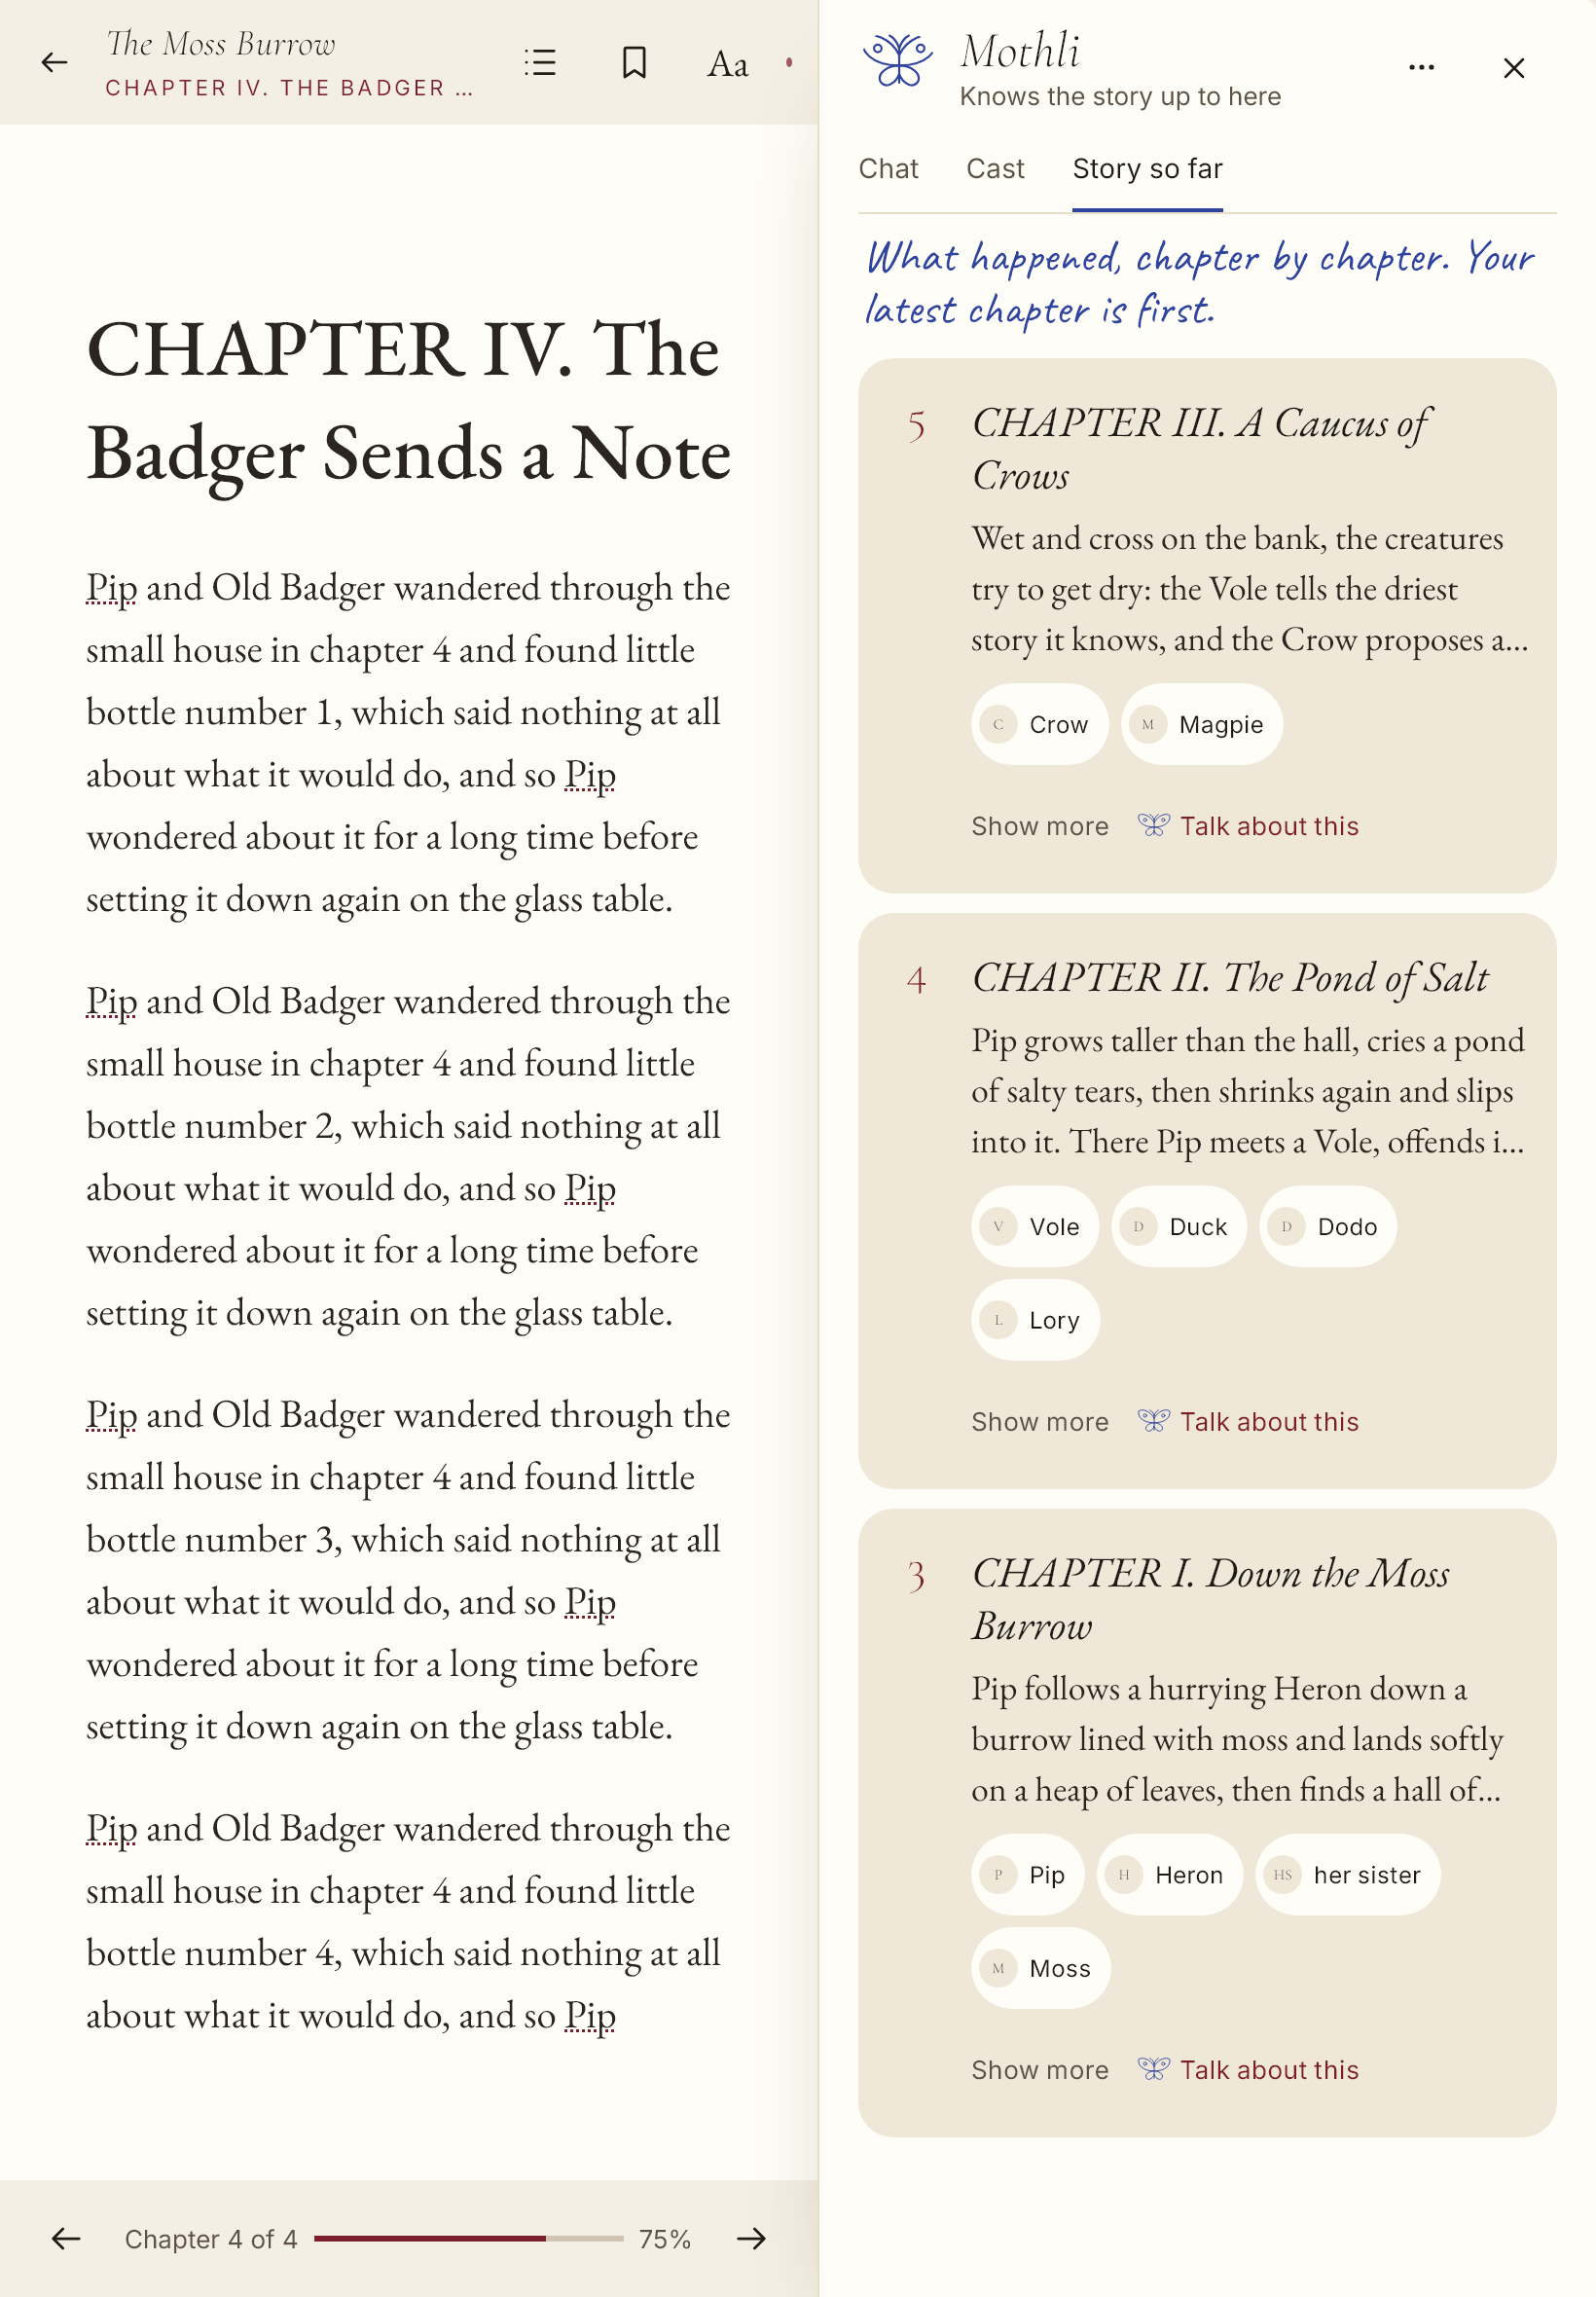 The Moss Burrow
CHAPTER IV. THE BADGER ...
Aa
CHAPTER IV. The
Badger Sends a Note
Pip and Old Badger wandered through the
small house in chapter 4 and found little
bottle number 1, which said nothing at all
about what it would do, and so Pip
wondered about it for a long time before
setting it down again on the glass table.
Pip and Old Badger wandered through the
small house in chapter 4 and found little
bottle number 2, which said nothing at all
about what it would do, and so Pip
wondered about it for a long time before
setting it down again on the glass table.
Pip and Old Badger wandered through the
small house in chapter 4 and found little
bottle number 3, which said nothing at all
about what it would do, and so Pip
wondered about it for a long time before
setting it down again on the glass table.
Pip and Old Badger wandered through the
small house in chapter 4 and found little
bottle number 4, which said nothing at all
about what it would do, and so Pip
Chapter 4 of 4 75%
Mothli
Knows the story up to here
Chat Cast Story so far
What happened, chapter by chapter. Your
latest chapter is first.
5 CHAPTER III. A Caucus of
Crows
Wet and cross on the bank, the creatures
try to get dry: the Vole tells the driest
story it knows, and the Crow proposes a...
C Crow M Magpie
Show more Talk about this
4 CHAPTER II. The Pond of Salt
Pip grows taller than the hall, cries a pond
of salty tears, then shrinks again and slips
into it. There Pip meets a Vole, offends i...
V Vole D Duck D Dodo
L Lory
Show more Talk about this
3 CHAPTER I. Down the Moss
Burrow
Pip follows a hurrying Heron down a
burrow lined with moss and lands softly
on a heap of leaves, then finds a hall of...
P Pip H Heron HS her sister
M Moss
Show more Talk about this